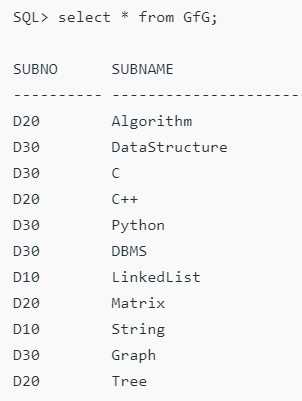 SQL> select * from GfG;
SUBNO      SUBNAME
---------- ---------------------
D20        Algorithm
D30        DataStructure
D30        C
D20        C++
D30        Python
D30        DBMS
D10        LinkedList
D20        Matrix
D10        String
D30        Graph
D20        Tree